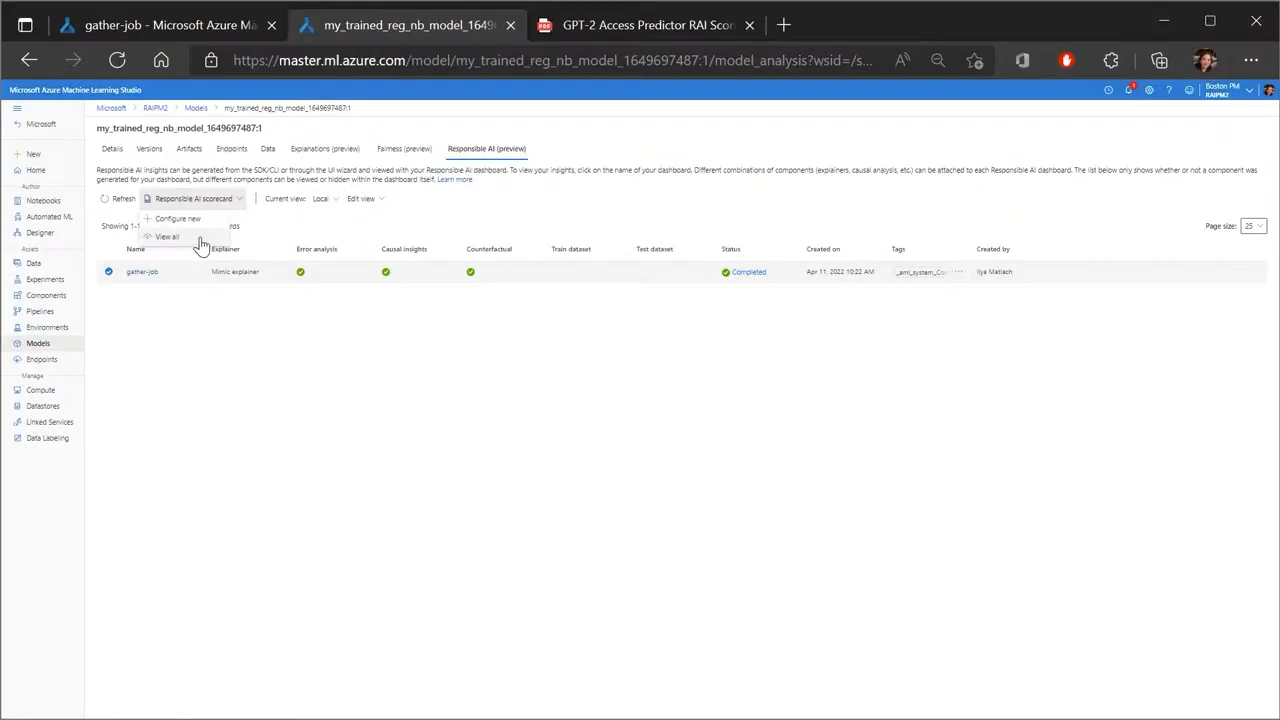 gather-job - Microsoft Azure Ma
my_trained_reg_nb_model_1649
GPT-2 Access Predictor RAI Scor
https://master.ml.azure.com/model/my_trained_reg_nb_model_1649697487:1/model_analysis?wsid=/s...
Microsoft Azure Machine Learning Studio
1
Boston PM
RAIPM2
Microsoft
RAIPM2
Models
my_trained_reg_nb_model_1649697487:1
Microsoft
New
Home
Author
Notebooks
Automated ML
Designer
Assets
Data
Experiments
Components
Pipelines
Environments
Models
Endpoints
Manage
Compute
Datastores
Linked Services
Data Labeling
my_trained_reg_nb_model_1649697487:1
Details Versions Artifacts Endpoints Data Explanations (preview) Fairness (preview) Responsible AI (preview)
Responsible AI insights can be generated from the SDK/CLI or through the UI wizard and viewed with your Responsible AI dashboard. To view your insights, click on the name of your dashboard. Different combinations of components (explainers, causal analysis, etc.) can be attached to each Responsible AI dashboard. The list below only shows whether or not a component was
generated for your dashboard, but different components can be viewed or hidden within the dashboard itself. Learn more
Refresh Responsible AI scorecard Current view: Local Edit view
Configure new
View all
Showing 1-1 rds
Page size: 25
Name Explainer Error analysis Causal insights Counterfactual Train dataset Test dataset Status Created on Tags Created by
gather-job Mimic explainer Completed Apr 11, 2022 10:22 AM _aml_system_Co ... Ilya Matiach